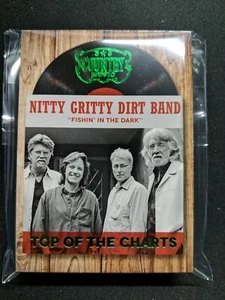 COUNTRY
NITTY GRITTY DIRT BAND
"FISHIN' IN THE DARK"
TOP OF THE CHARTS